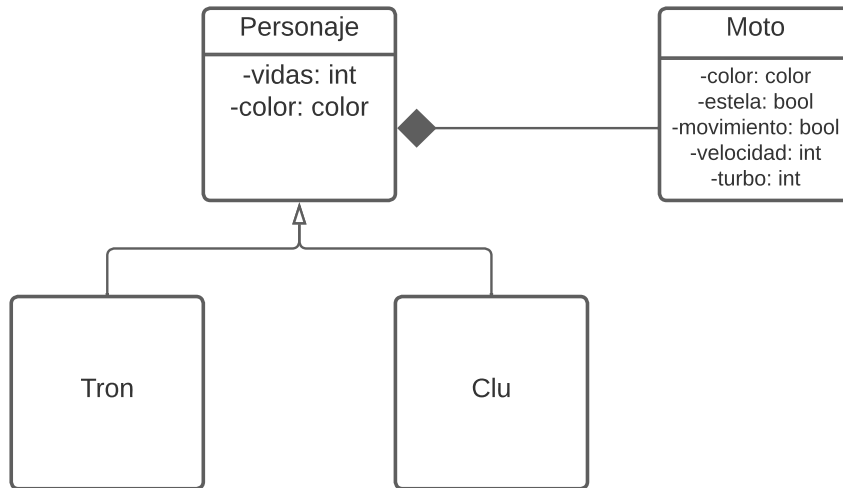 Personaje
-vidas: int
-color: color
Moto
-color: color
-estela: bool
-movimiento: bool
-velocidad: int
-turbo: int
Tron
Clu